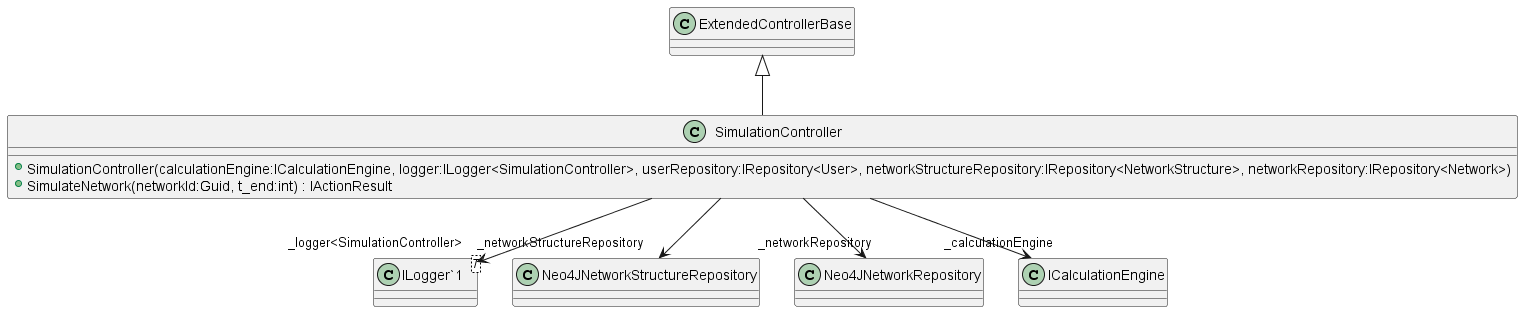 C ExtendedControllerBase
C SimulationController
SimulationController(calculationEngine:ICalculationEngine, logger:ILogger<SimulationController>, userRepository:IRepository<User>, networkStructureRepository:IRepository<NetworkStructure>, networkRepository:IRepository<Network>)
SimulateNetwork(networkId:Guid, t_end:int) : IActionResult
_logger<SimulationController> _networkStructureRepository _networkRepository _calculationEngine
C ILogger`1 C Neo4JNetworkStructureRepository C Neo4JNetworkRepository C ICalculationEngine